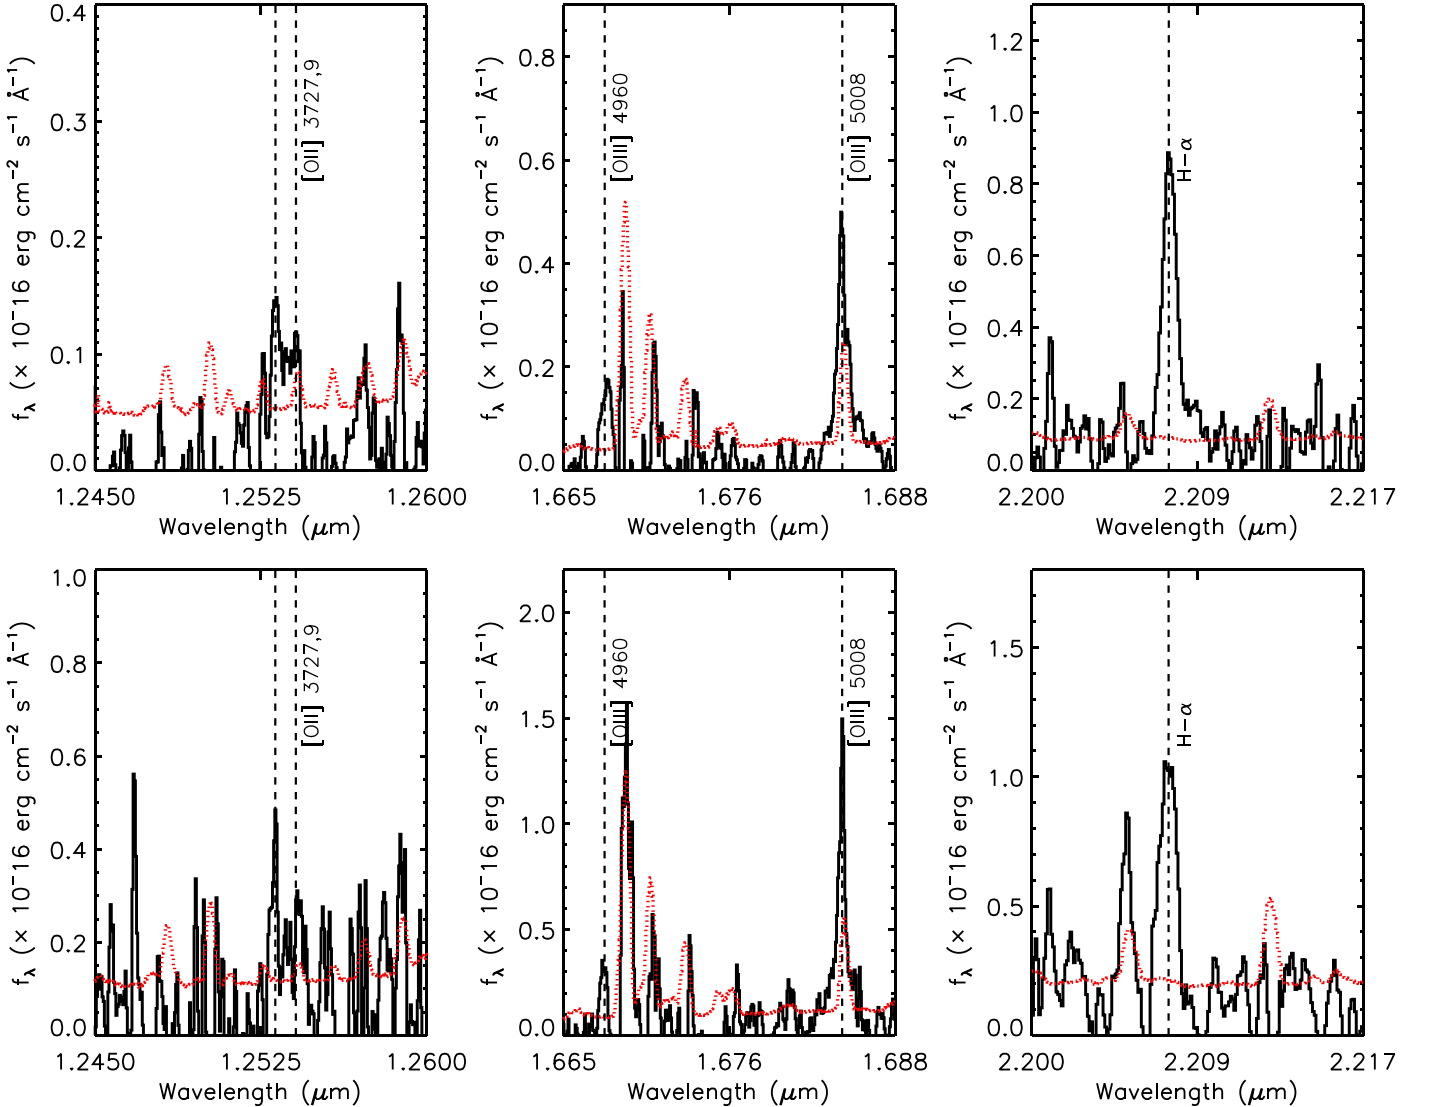 0.4
0.3
0.2
0.1
0.0
f_λ (× 10⁻16 erg cm⁻² s⁻¹ Å⁻¹)
[OII] 3727,9
1.2450
1.2525
1.2600
Wavelength (μm)
0.8
0.6
0.4
0.2
0.0
f_λ (× 10⁻16 erg cm⁻² s⁻¹ Å⁻¹)
[OIII] 4960
[OIII] 5008
1.665
1.676
1.688
Wavelength (μm)
1.2
1.0
0.8
0.6
0.4
0.2
0.0
f_λ (× 10⁻16 erg cm⁻² s⁻¹ Å⁻¹)
H−α
2.200
2.209
2.217
Wavelength (μm)
1.0
0.8
0.6
0.4
0.2
0.0
f_λ (× 10⁻16 erg cm⁻² s⁻¹ Å⁻¹)
[OII] 3727,9
1.2450
1.2525
1.2600
Wavelength (μm)
2.0
1.5
1.0
0.5
0.0
f_λ (× 10⁻16 erg cm⁻² s⁻¹ Å⁻¹)
[OIII] 4960
[OIII] 5008
1.665
1.676
1.688
Wavelength (μm)
1.5
1.0
0.5
0.0
f_λ (× 10⁻16 erg cm⁻² s⁻¹ Å⁻¹)
H−α
2.200
2.209
2.217
Wavelength (μm)